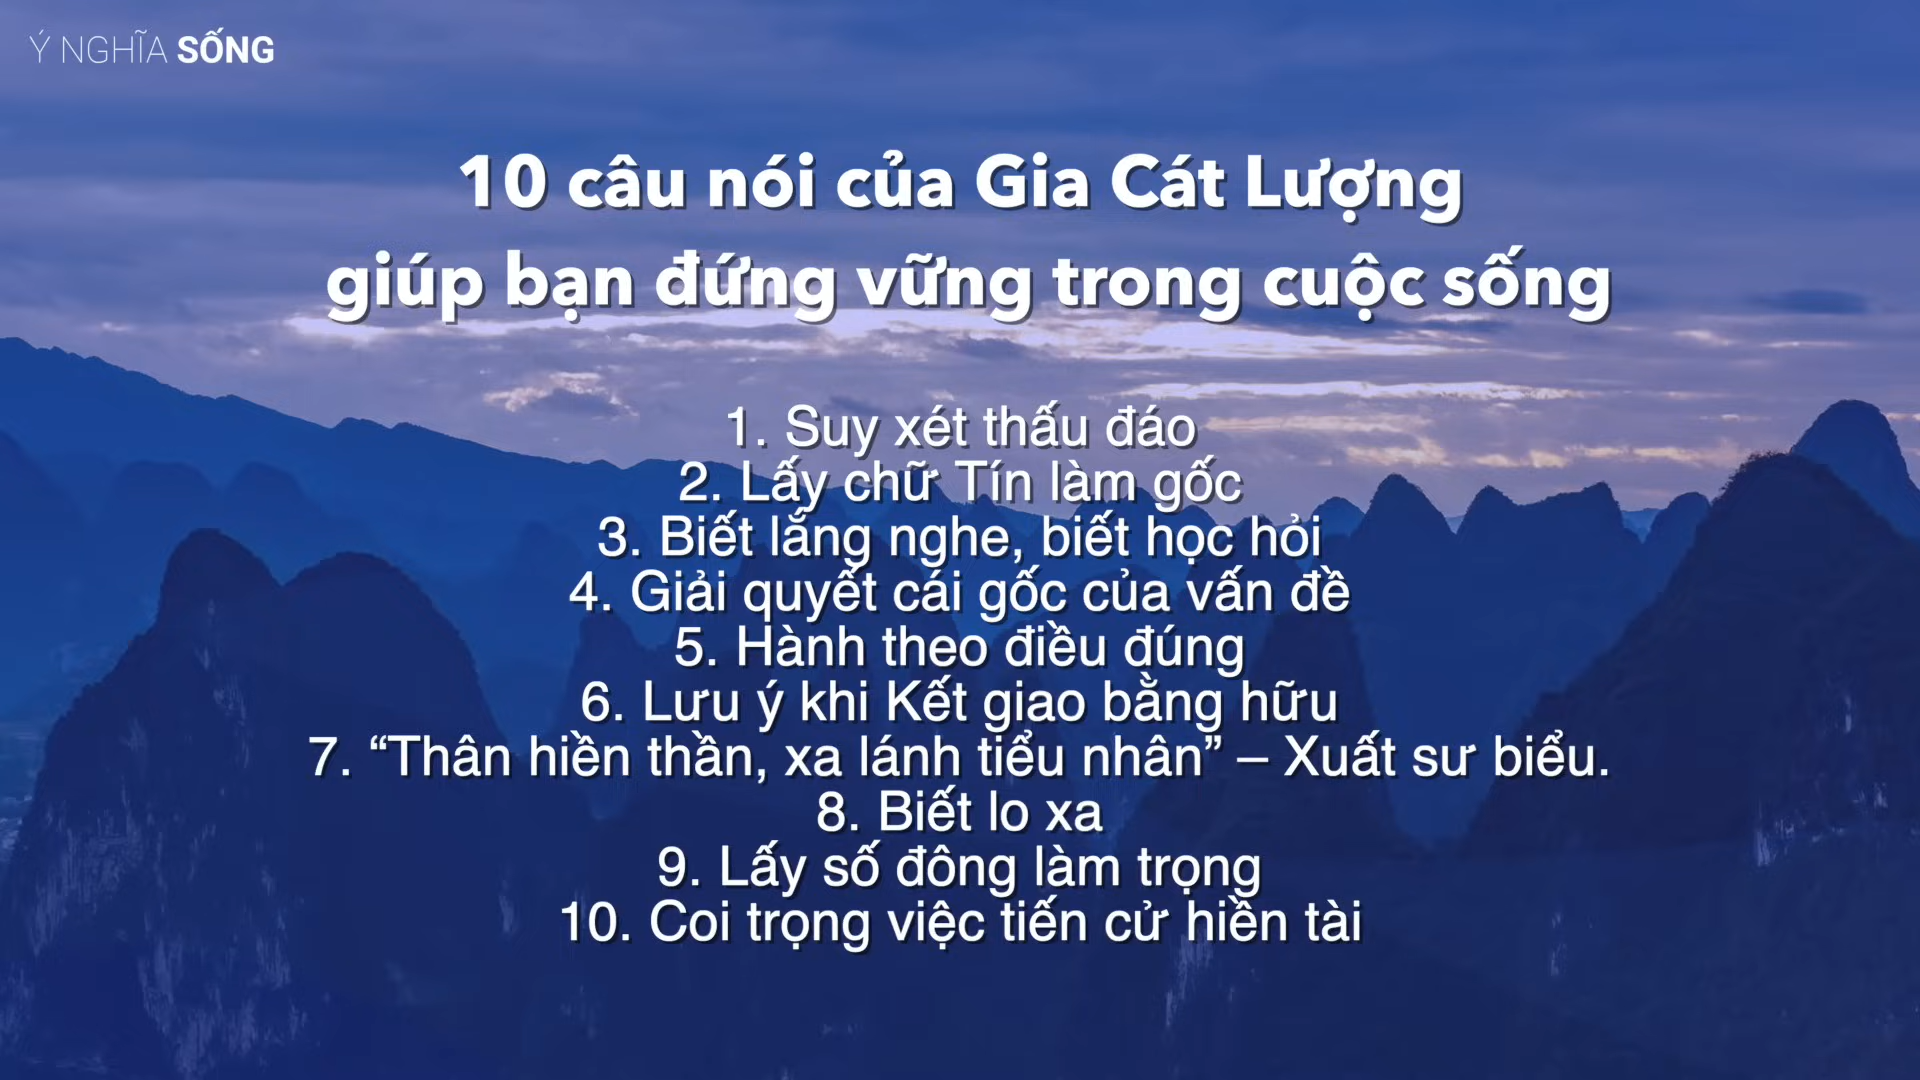 Ý NGHĨA SỐNG
10 câu nói của Gia Cát Lượng
giúp bạn đứng vững trong cuộc sống
1. Suy xét thấu đáo
2. Lấy chữ Tín làm gốc
3. Biết lắng nghe, biết học hỏi
4. Giải quyết cái gốc của vấn đề
5. Hành theo điều đúng
6. Lưu ý khi Kết giao bằng hữu
7. “Thân hiền thần, xa lánh tiểu nhân” – Xuất sư biểu.
8. Biết lo xa
9. Lấy số đông làm trọng
10. Coi trọng việc tiến cử hiền tài